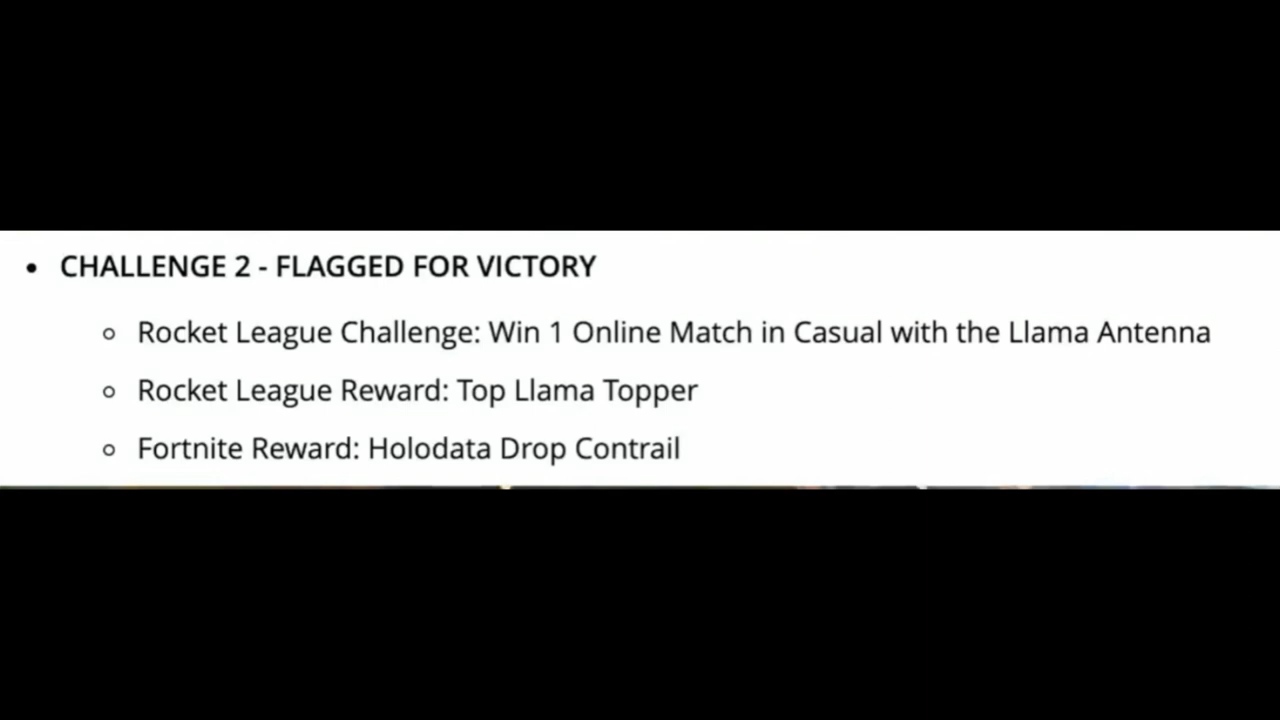 • CHALLENGE 2 - FLAGGED FOR VICTORY
○ Rocket League Challenge: Win 1 Online Match in Casual with the Llama Antenna
○ Rocket League Reward: Top Llama Topper
○ Fortnite Reward: Holodata Drop Contrail